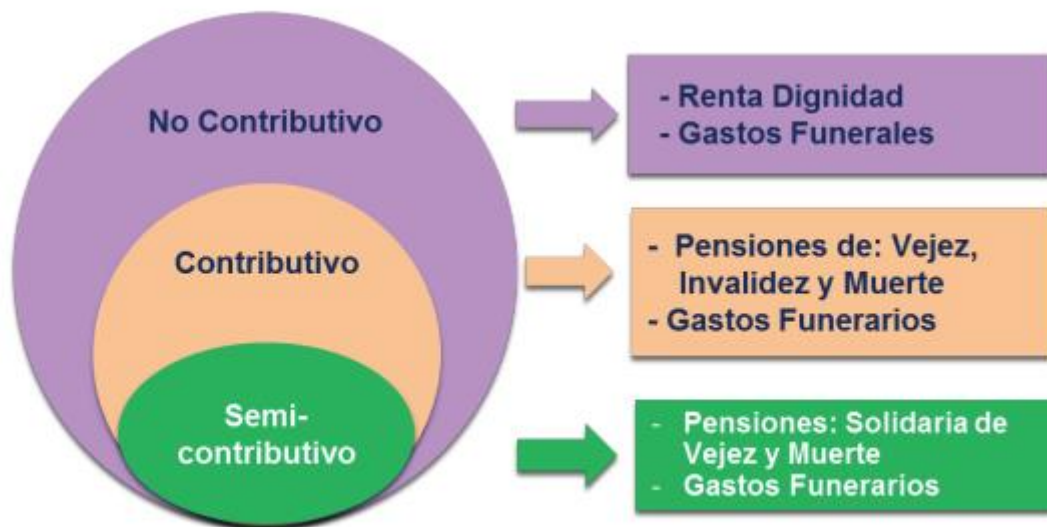 No Contributivo
- Renta Dignidad
- Gastos Funerales
Contributivo
- Pensiones de: Vejez,
Invalidez y Muerte
- Gastos Funerarios
Semi-
contributivo
- Pensiones: Solidaria de
Vejez y Muerte
- Gastos Funerarios